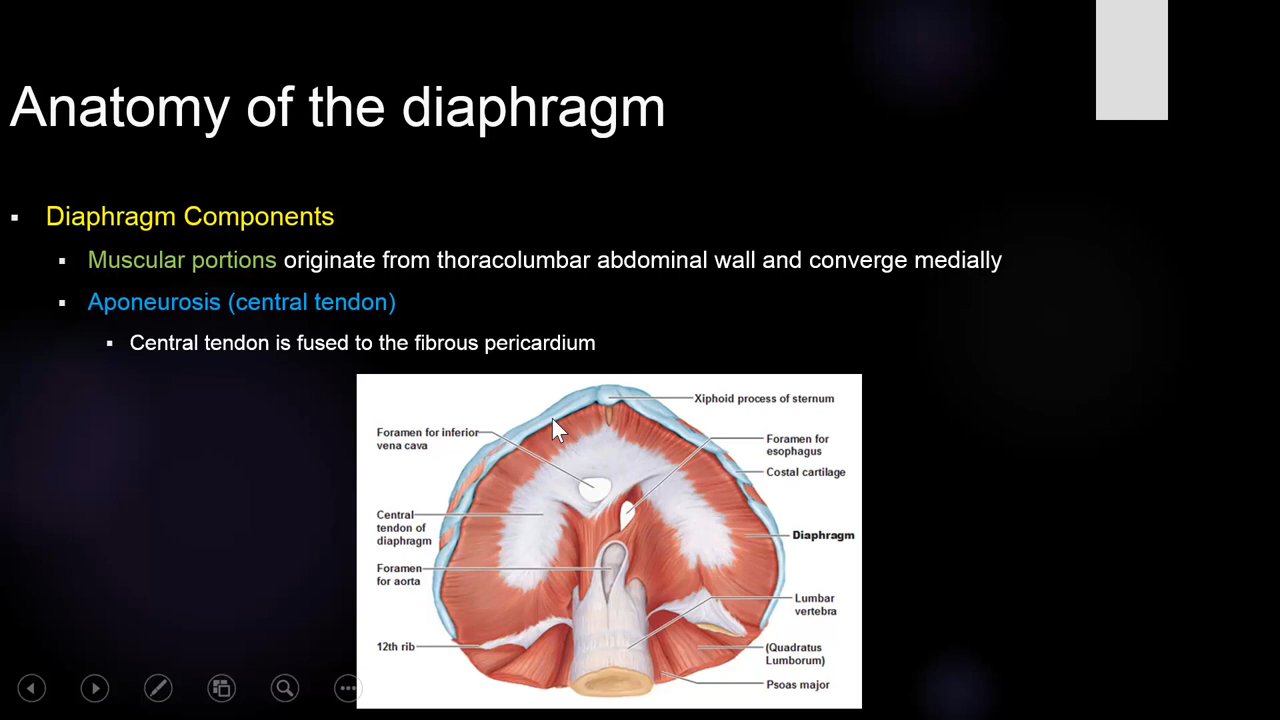 Anatomy of the diaphragm
Diaphragm Components
Muscular portions originate from thoracolumbar abdominal wall and converge medially
Aponeurosis (central tendon)
Central tendon is fused to the fibrous pericardium
Xiphoid process of sternum
Foramen for inferior
vena cava
Foramen for
esophagus
Costal cartilage
Central
tendon of
diaphragm
Diaphragm
Foramen
for aorta
Lumbar
vertebra
12th rib
(Quadratus
Lumborum)
Psoas major